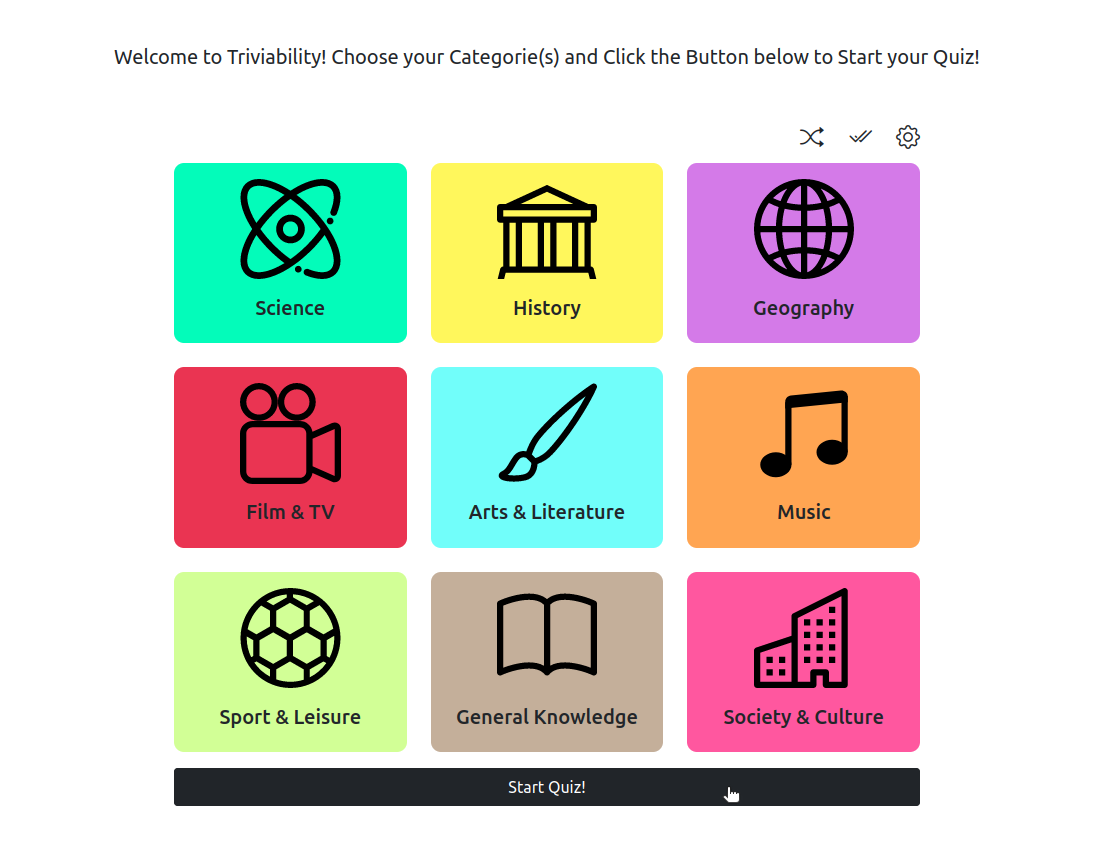 Welcome to Triviability! Choose your Categorie(s) and Click the Button below to Start your Quiz!
Science
History
Geography
Film & TV
Arts & Literature
Music
Sport & Leisure
General Knowledge
Society & Culture
Start Quiz!